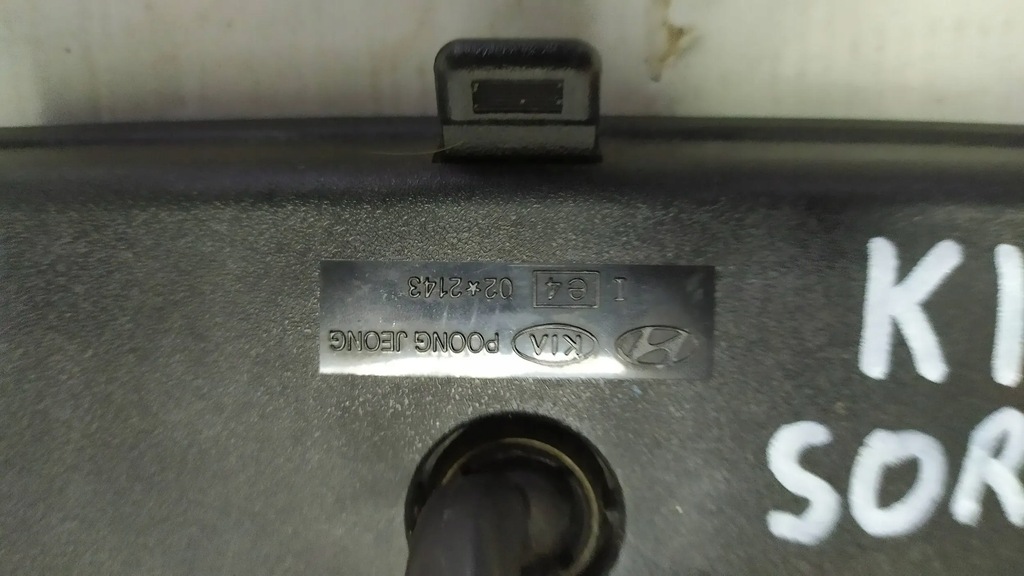 KIA POONG JEONG
I e4 02*2143
KI
SOR